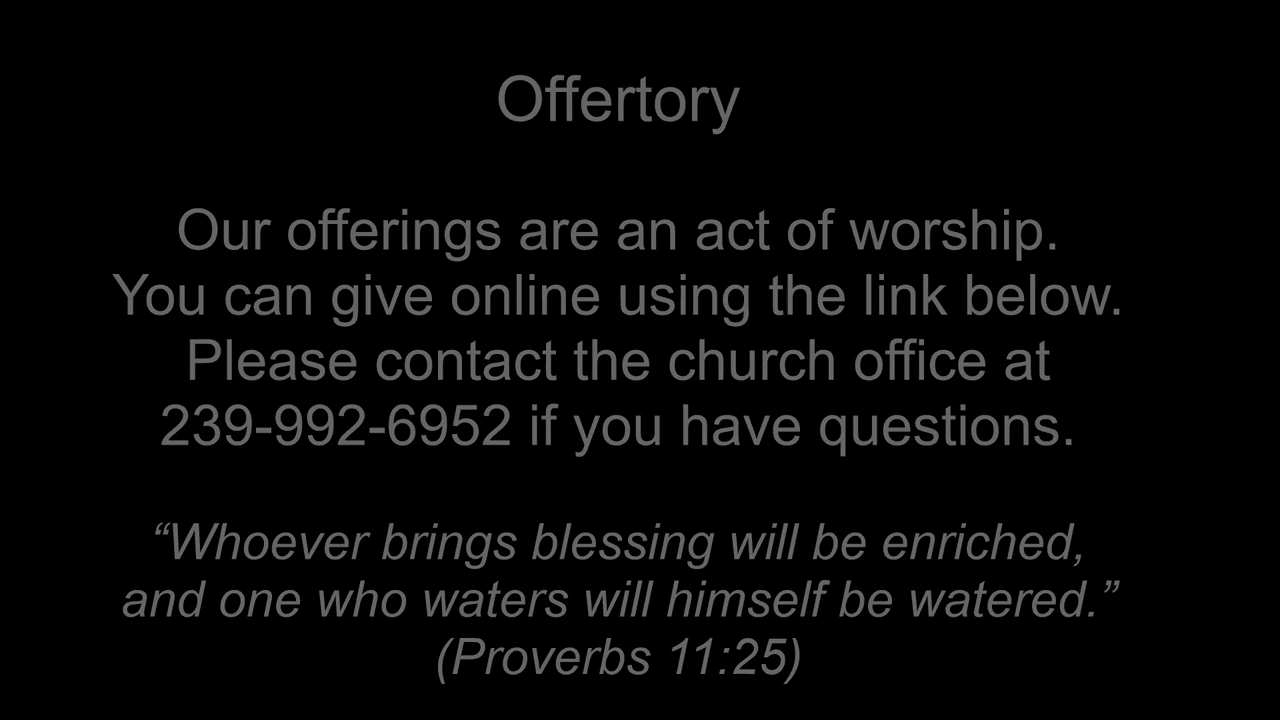 Offertory
Our offerings are an act of worship.
You can give online using the link below.
Please contact the church office at
239-992-6952 if you have questions.
“Whoever brings blessing will be enriched,
and one who waters will himself be watered.”
(Proverbs 11:25)